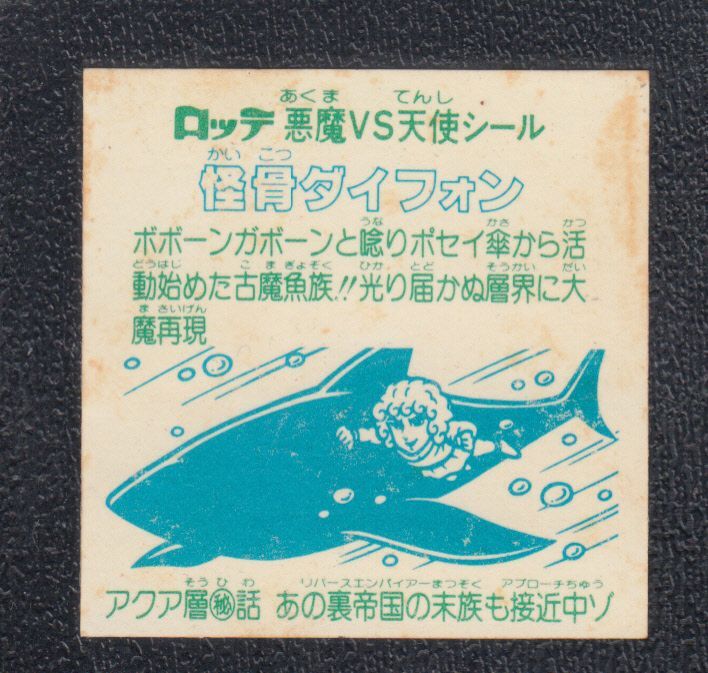 あくま てんし
ロッテ 悪魔VS天使シール
かい こつ
怪骨ダイフォン
うな かさ かつ
ボボーンガボーンと唸りポセイ傘から活
どうはじ こ ま ぎょぞく ひか とど そうかい だい
動始めた古魔魚族!!光り届かぬ層界に大
ま さいげん
魔再現
そう ひ わ リバースエンパイアーまつぞく アプローチちゅう
アクア層㊙話 あの裏帝国の末族も接近中ゾ